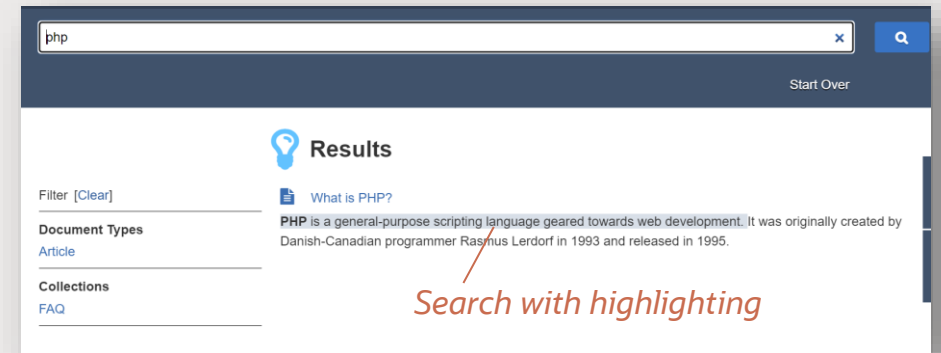 php
Start Over
Results
Filter [Clear]
Document Types
Article
Collections
FAQ
What is PHP?
PHP is a general-purpose scripting language geared towards web development. It was originally created by
Danish-Canadian programmer Rasmus Lerdorf in 1993 and released in 1995.
Search with highlighting